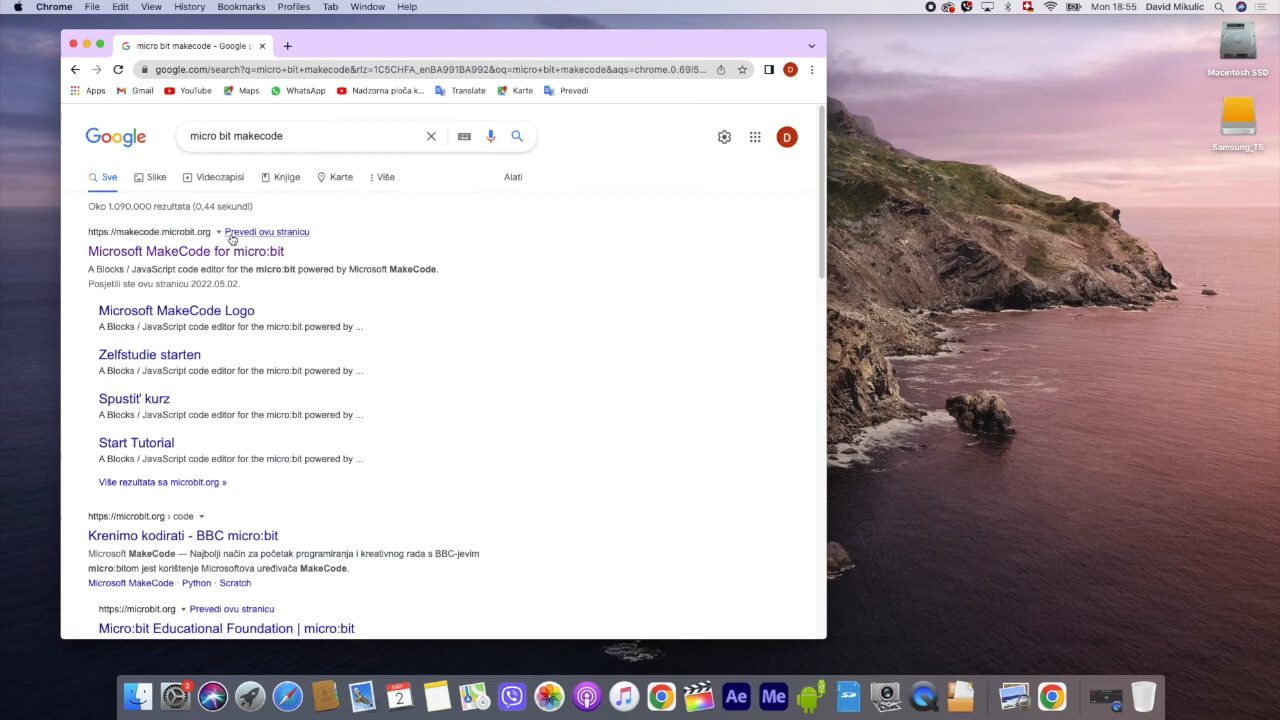 Chrome File Edit View History Bookmarks Profiles Tab Window Help Mon 18:55 David Mikulic
micro bit makecode - Google p
google.com/search?q=micro+bit+makecode&rlz=1C5CHFA_enBA991BA992&oq=micro+bit+makecode&aqs=chrome.0.69i5...
Apps Gmail YouTube Maps WhatsApp Nadzorna ploča k... Translate Karte Prevedi
Google micro bit makecode D
Sve Slike Videozapisi Knjige Karte Više Alati
Oko 1.090.000 rezultata (0,44 sekundi)
https://makecode.microbit.org Prevedi ovu stranicu
Microsoft MakeCode for micro:bit
A Blocks / JavaScript code editor for the micro:bit powered by Microsoft MakeCode.
Posjetili ste ovu stranicu 2022.05.02.
Microsoft MakeCode Logo
A Blocks / JavaScript code editor for the micro:bit powered by ...
Zelfstudie starten
A Blocks / JavaScript code editor for the micro:bit powered by ...
Spustiť kurz
A Blocks / JavaScript code editor for the micro:bit powered by ...
Start Tutorial
A Blocks / JavaScript code editor for the micro:bit powered by ...
Više rezultata sa microbit.org »
https://microbit.org › code
Krenimo kodirati - BBC micro:bit
Microsoft MakeCode — Najbolji način za početak programiranja i kreativnog rada s BBC-jevim
micro:bitom jest korištenje Microsoftova uređivača MakeCode.
Microsoft MakeCode · Python · Scratch
https://microbit.org Prevedi ovu stranicu
Micro:bit Educational Foundation | micro:bit
Macintosh SSD
Samsung_T5
2
MAY
2
Ae
Me